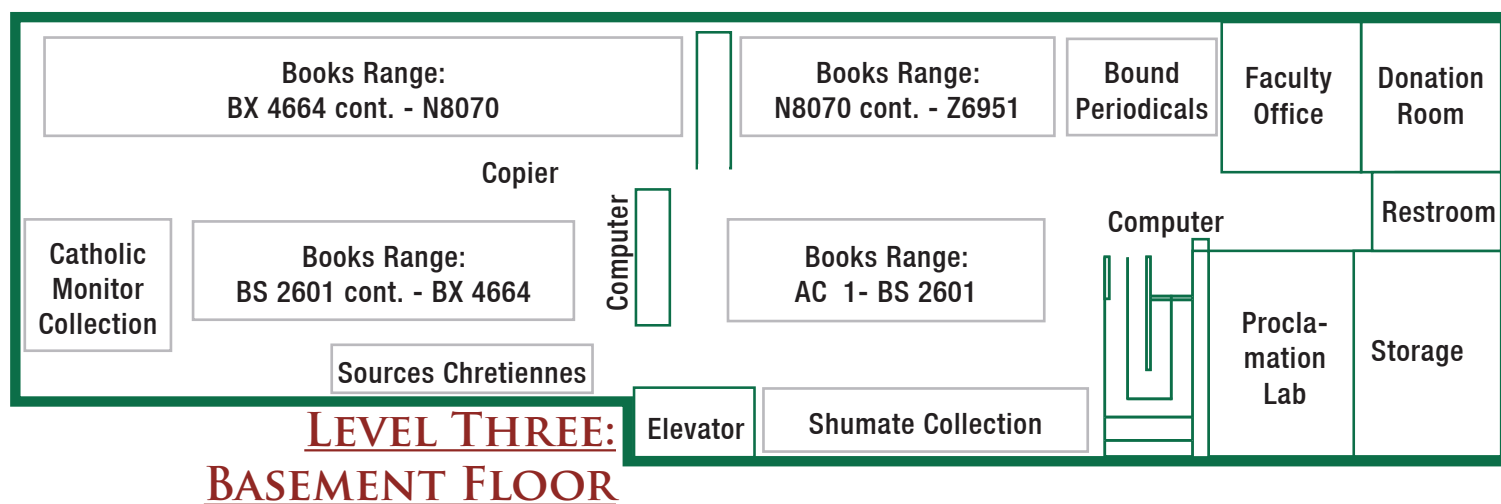 Books Range:
BX 4664 cont. - N8070
Books Range:
N8070 cont. - Z6951
Bound
Periodicals
Faculty
Office
Donation
Room
Copier
Computer
Restroom
Computer
Catholic
Monitor
Collection
Books Range:
BS 2601 cont. - BX 4664
Books Range:
AC 1- BS 2601
Procla-
mation
Lab
Storage
Sources Chretiennes
Elevator
Shumate Collection
LEVEL THREE:
BASEMENT FLOOR